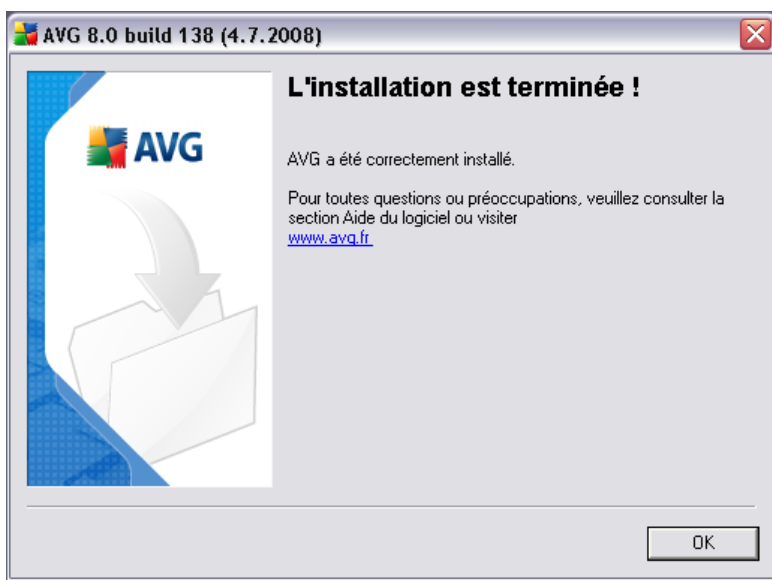 AVG 8.0 build 138 (4.7.2008)
L'installation est terminée !
AVG
AVG a été correctement installé.
Pour toutes questions ou préoccupations, veuillez consulter la
section Aide du logiciel ou visiter
www.avg.fr
OK